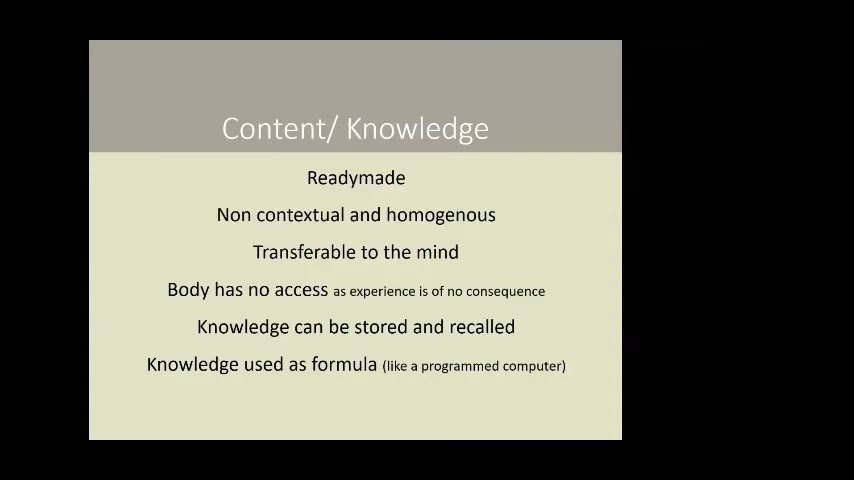 Content/ Knowledge
Readymade
Non contextual and homogenous
Transferable to the mind
Body has no access as experience is of no consequence
Knowledge can be stored and recalled
Knowledge used as formula (like a programmed computer)